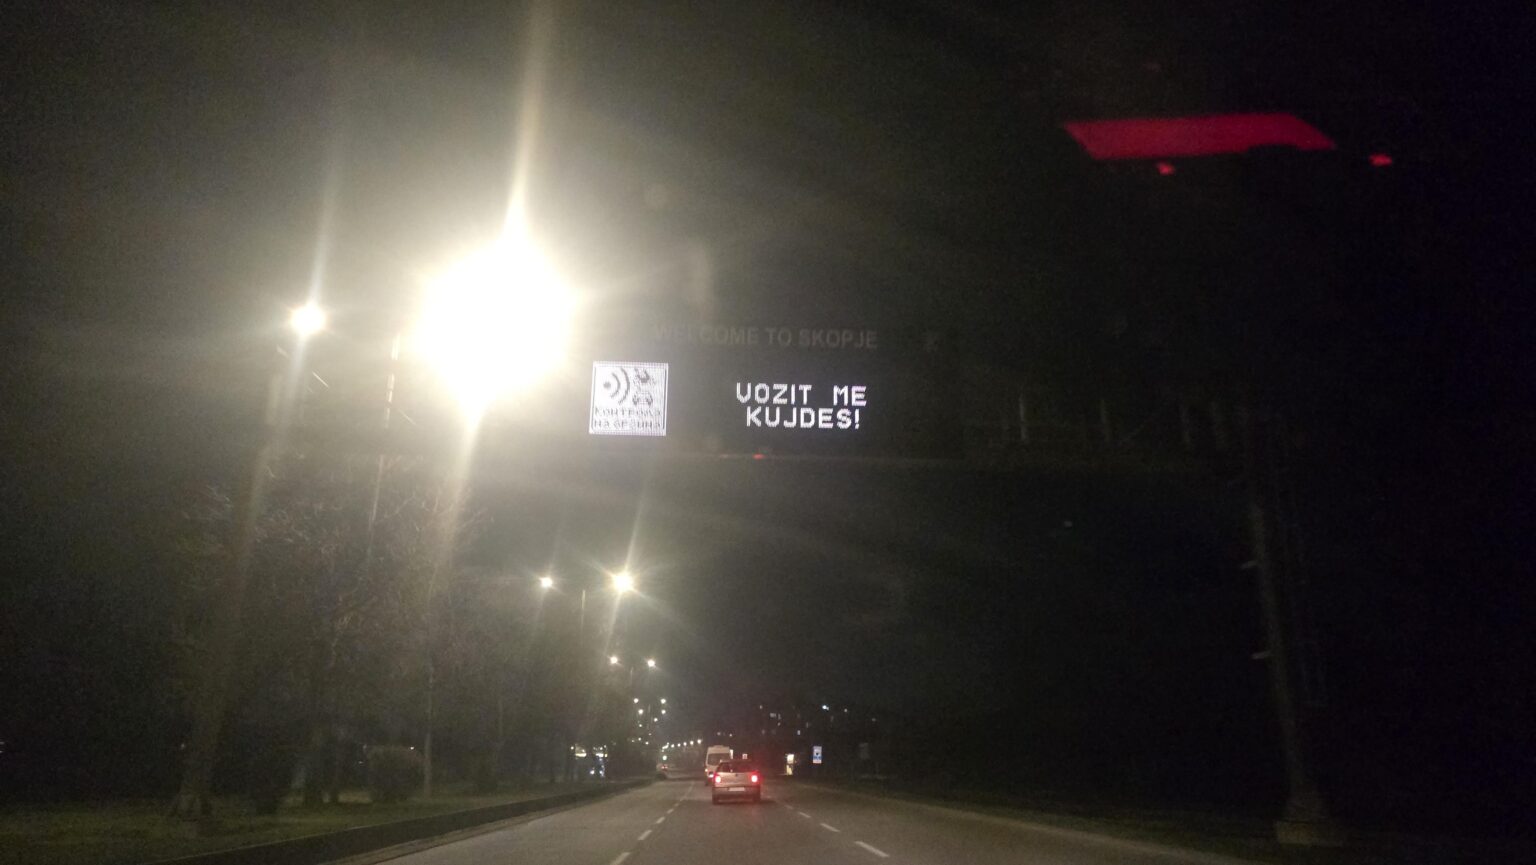 WELCOME TO SKOPJE
VOZIT ME
KUJDES!
КОНТРОЛА
НА БРЗИНА